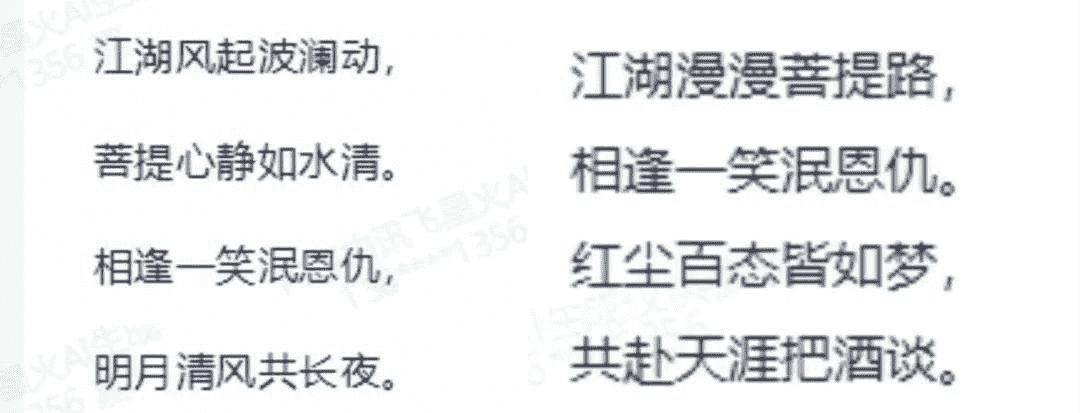 江湖风起波澜动，
菩提心静如水清。
相逢一笑泯恩仇，
明月清风共长夜。
江湖漫漫菩提路，
相逢一笑泯恩仇。
红尘百态皆如梦，
共赴天涯把酒谈。